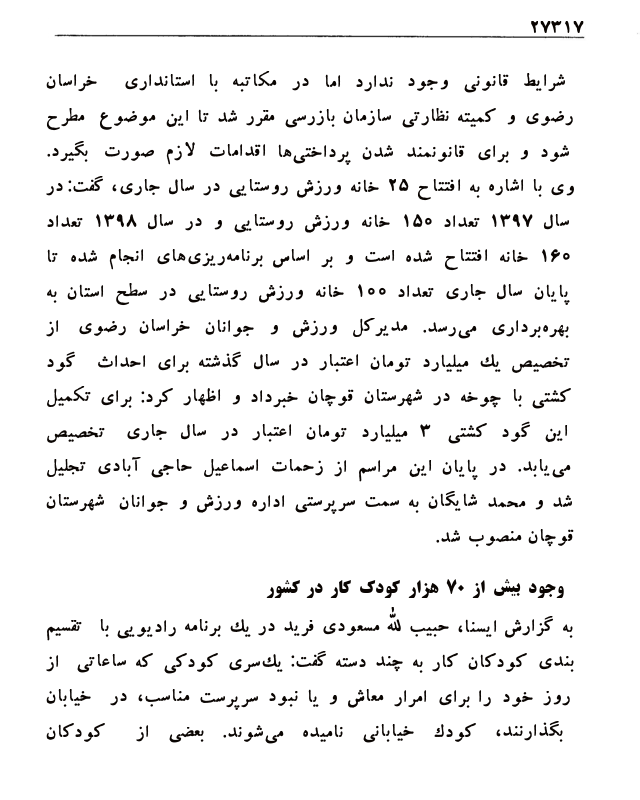 ۲۷۳۱۷
شرایط قانونی وجود ندارد اما در مکاتبه با استانداری خراسان
رضوی و کمیته نظارتی سازمان بازرسی مقرر شد تا این موضوع مطرح
شود و برای قانونمند شدن پرداختی‌ها اقدامات لازم صورت بگیرد.
وی با اشاره به افتتاح ۲۵ خانه ورزش روستایی در سال جاری، گفت: در
سال ۱۳۹۷ تعداد ۱۵۰ خانه ورزش روستایی و در سال ۱۳۹۸ تعداد
۱۶۰ خانه افتتاح شده است و بر اساس برنامه‌ریزی‌های انجام شده تا
پایان سال جاری تعداد ۱۰۰ خانه ورزش روستایی در سطح استان به
بهره‌برداری می‌رسد. مدیرکل ورزش و جوانان خراسان رضوی از
تخصیص یك میلیارد تومان اعتبار در سال گذشته برای احداث گود
کشتی با چوخه در شهرستان قوچان خبرداد و اظهار کرد: برای تکمیل
این گود کشتی ۳ میلیارد تومان اعتبار در سال جاری تخصیص
می‌یابد. در پایان این مراسم از زحمات اسماعیل حاجی آبادی تجلیل
شد و محمد شایگان به سمت سرپرستی اداره ورزش و جوانان شهرستان
قوچان منصوب شد.
وجود بیش از ۷۰ هزار کودک کار در کشور
به گزارش ایسنا، حبیب لله مسعودی فرید در یك برنامه رادیویی با تقسیم
بندی کودکان کار به چند دسته گفت: یك‌سری کودکی که ساعاتی از
روز خود را برای امرار معاش و یا نبود سرپرست مناسب، در خیابان
بگذارنند، کودك خیابانی نامیده می‌شوند. بعضی از کودکان